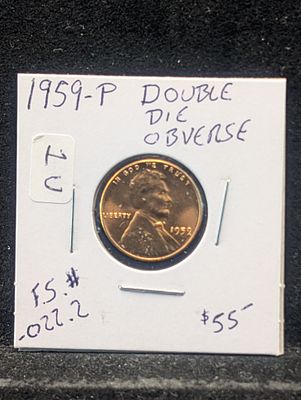 1959-P DOUBLE
DIE
OBVERSE
1C
IN GOD WE TRUST
LIBERTY
1959
F.S.#
.022.2
$55-